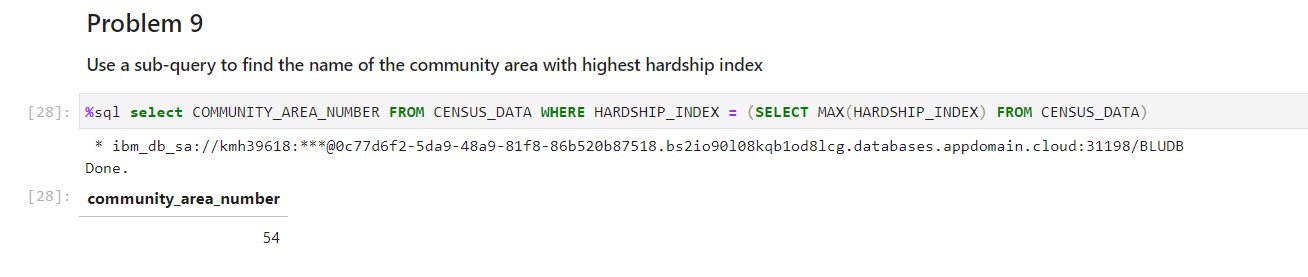 Problem 9
Use a sub-query to find the name of the community area with highest hardship index
[28]: %sql select COMMUNITY_AREA_NUMBER FROM CENSUS_DATA WHERE HARDSHIP_INDEX = (SELECT MAX(HARDSHIP_INDEX) FROM CENSUS_DATA)
* ibm_db_sa://kmh39618:***@0c77d6f2-5da9-48a9-81f8-86b520b87518.bs2io90l08kqb1od8lcg.databases.appdomain.cloud:31198/BLUDB
Done.
[28]: community_area_number
54